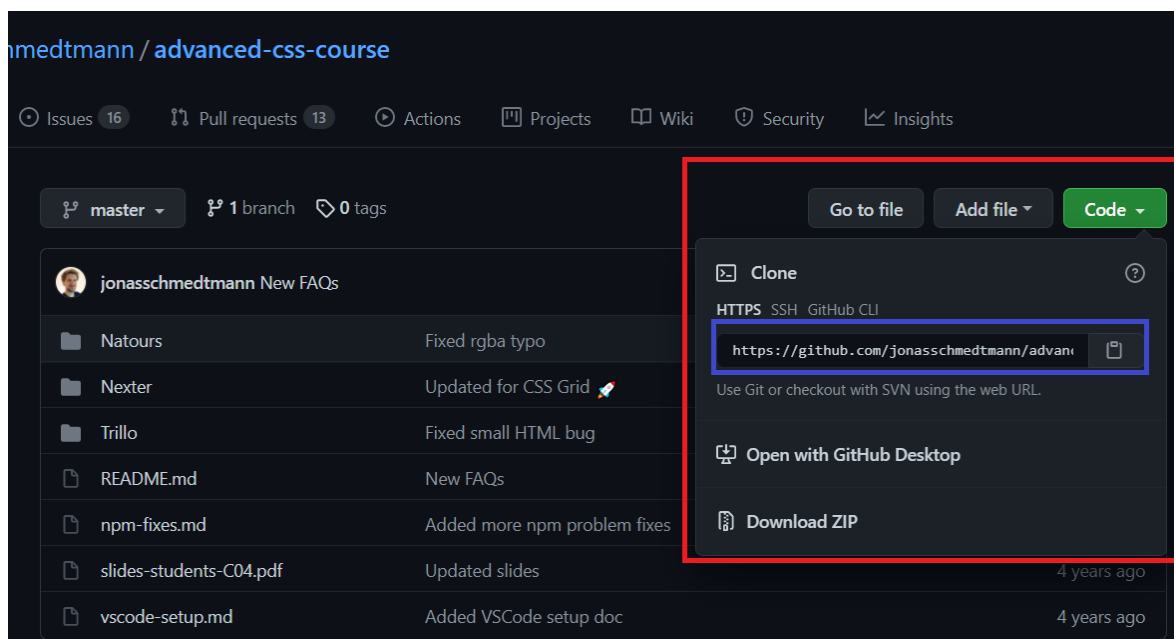 hmedtmann / advanced-css-course
Issues 16 Pull requests 13 Actions Projects Wiki Security Insights
master 1 branch 0 tags Go to file Add file Code
jonasschmedtmann New FAQs
Clone
HTTPS SSH GitHub CLI
https://github.com/jonasschmedtmann/advanc
Use Git or checkout with SVN using the web URL.
Open with GitHub Desktop
Download ZIP
Natours Fixed rgba typo
Nexter Updated for CSS Grid 🚀
Trillo Fixed small HTML bug
README.md New FAQs
npm-fixes.md Added more npm problem fixes
slides-students-C04.pdf Updated slides 4 years ago
vscode-setup.md Added VSCode setup doc 4 years ago